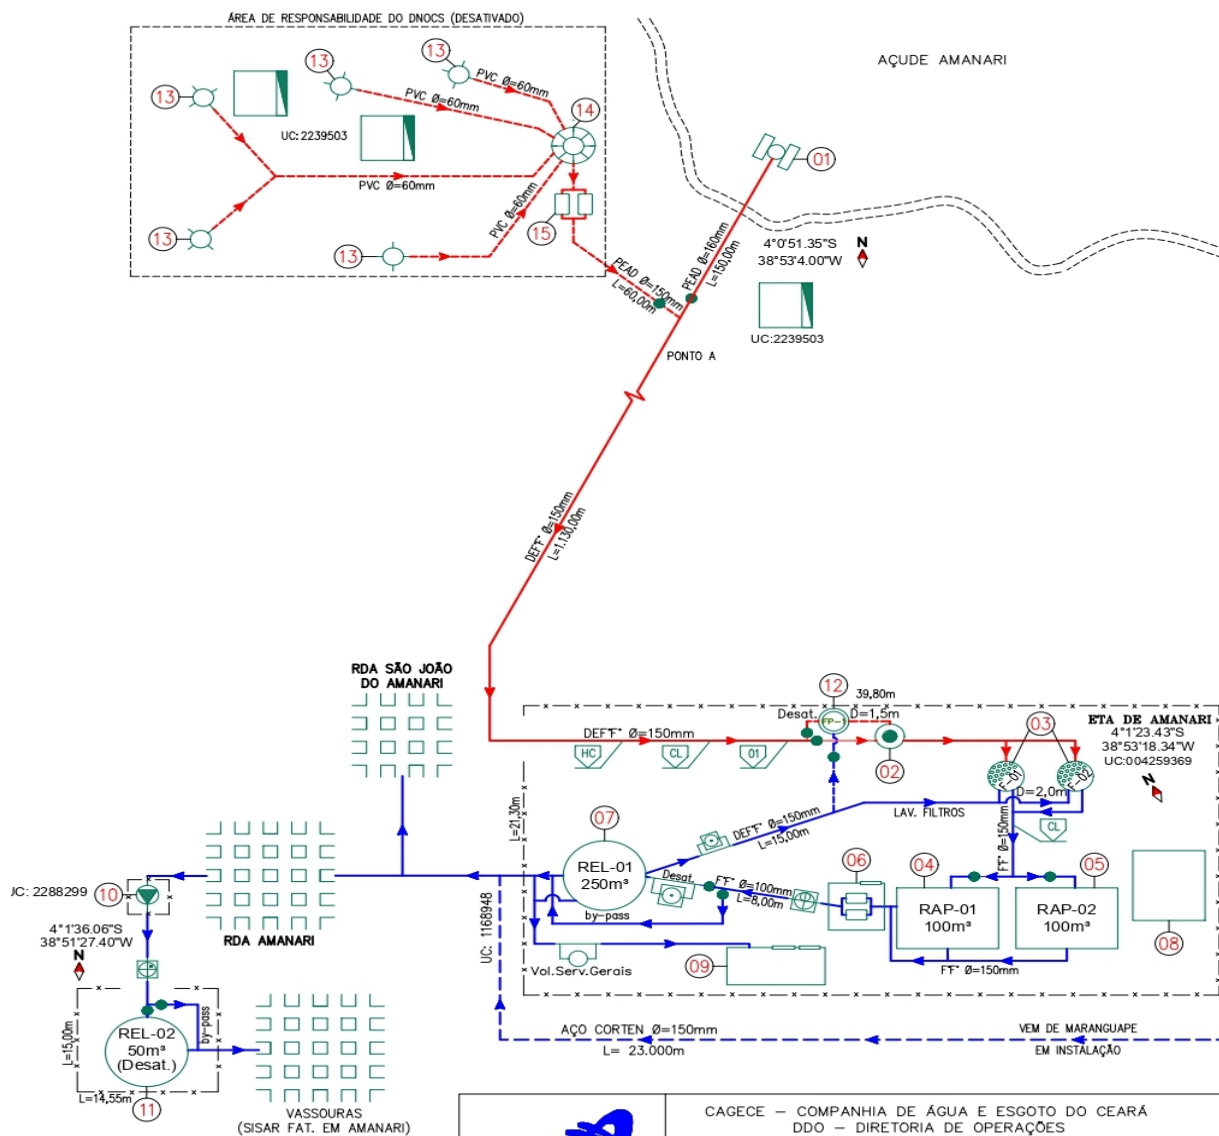 ÁREA DE RESPONSABILIDADE DO DNOCS (DESATIVADO)
AÇUDE AMANARI
13
13
13
14
PVC Ø=60mm
PVC Ø=60mm
UC:2239503
PVC Ø=60mm
PVC Ø=60mm
13
13
15
01
PEAD Ø=160mm
L=150,00m
4°0'51.35"S
38°53'4.00"W
N
PEAD Ø=150mm
L=60,00m
UC:2239503
PONTO A
DEFºFº Ø=150mm
L=1.130,00m
RDA SÃO JOÃO
DO AMANARI
12
39,80m
Desat.
D=1,5m
FP-1
03
ETA DE AMANARI
4°1'23.43"S
38°53'18.34"W
UC:004259369
N
DEFºFº Ø=150mm
HC
CL
01
02
F-01
F-02
D=2,0m
L=21,30m
LAV. FILTROS
DEFºFº Ø=150mm
L=15,00m
FºFº Ø=150mm
CL
07
REL-01
250m³
Desat.
FºFº Ø=100mm
L=8,00m
by-pass
06
04
05
RAP-01
100m³
RAP-02
100m³
FºFº Ø=150mm
08
09
Vol.Serv.Gerais
UC: 1168948
JC: 2288299
10
RDA AMANARI
4°1'36.06"S
38°51'27.40"W
N
by-pass
L=15,00m
REL-02
50m³
(Desat.)
L=14,55m
11
VASSOURAS
(SISAR FAT. EM AMANARI)
AÇO CORTEN Ø=150mm
L= 23.000m
VEM DE MARANGUAPE
EM INSTALAÇÃO
CAGECE – COMPANHIA DE ÁGUA E ESGOTO DO CEARÁ
DDO – DIRETORIA DE OPERAÇÕES